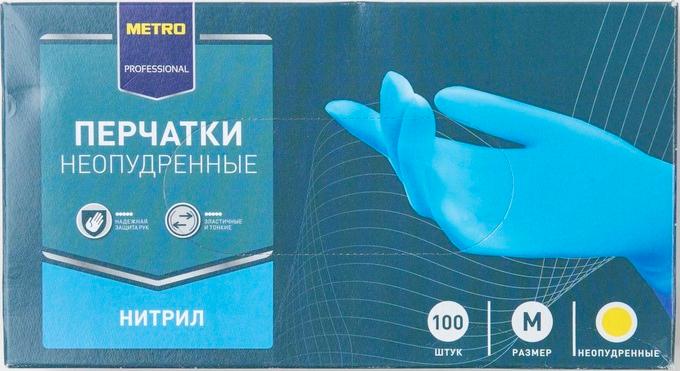 METRO
PROFESSIONAL
ПЕРЧАТКИ
НЕОПУДРЕННЫЕ
НАДЕЖНАЯ
ЗАЩИТА РУК
ЭЛАСТИЧНЫЕ
И ТОНКИЕ
НИТРИЛ
100
ШТУК
M
РАЗМЕР
НЕОПУДРЕННЫЕ